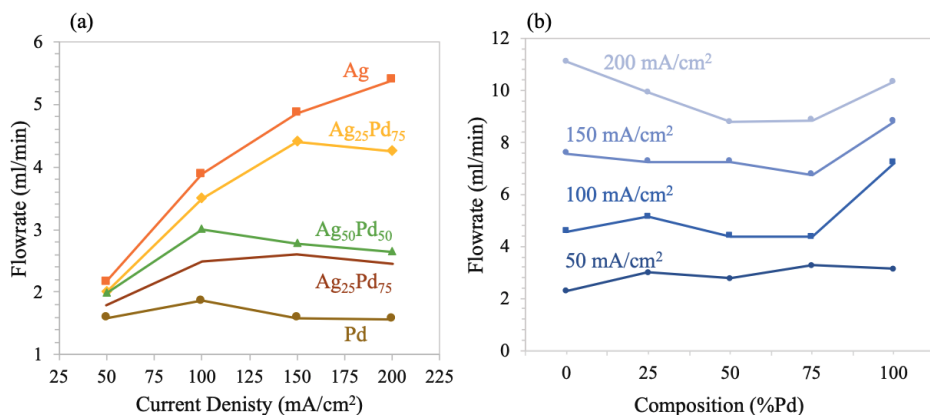 (a)
Flowrate (ml/min)
6
5
4
3
2
1
Ag
Ag₂₅Pd₇₅
Ag₅₀Pd₅₀
Ag₂₅Pd₇₅
Pd
25 50 75 100 125 150 175 200 225
Current Denisty (mA/cm²)
(b)
Flowrate (ml/min)
12
10
8
6
4
2
0
200 mA/cm²
150 mA/cm²
100 mA/cm²
50 mA/cm²
0 25 50 75 100
Composition (%Pd)